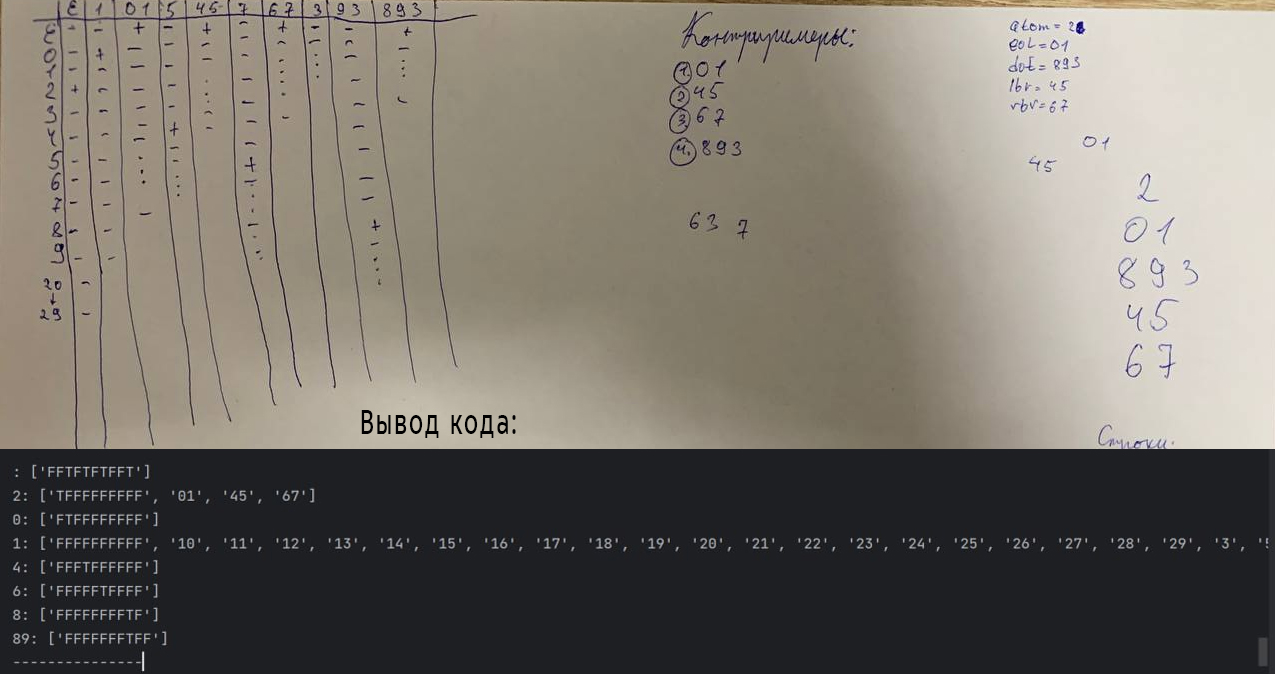 ε 1 01 5 45 7 67 3 93 893
ε - - + - + - + - - +
0 - +
1 -
2 +
3 -
4 -
5 - -
6 - -
7 - -
8 - -
9 - -
20 -
↓
29 -
Контрпримеры:
1. 01
2. 45
3. 67
4. 893
63 7
atom = 2
eol = 01
dot = 893
lbr = 45
rbr = 67
01
45
2
01
893
45
67
Строки:
Вывод кода:
: ['FFTFTFTFFT']
2: ['TFFFFFFFFF', '01', '45', '67']
0: ['FTFFFFFFFF']
1: ['FFFFFFFFFF', '10', '11', '12', '13', '14', '15', '16', '17', '18', '19', '20', '21', '22', '23', '24', '25', '26', '27', '28', '29', '3', '5
4: ['FFFTFFFFFF']
6: ['FFFFFTFFFF']
8: ['FFFFFFFFTF']
89: ['FFFFFFFTFF']
---------------